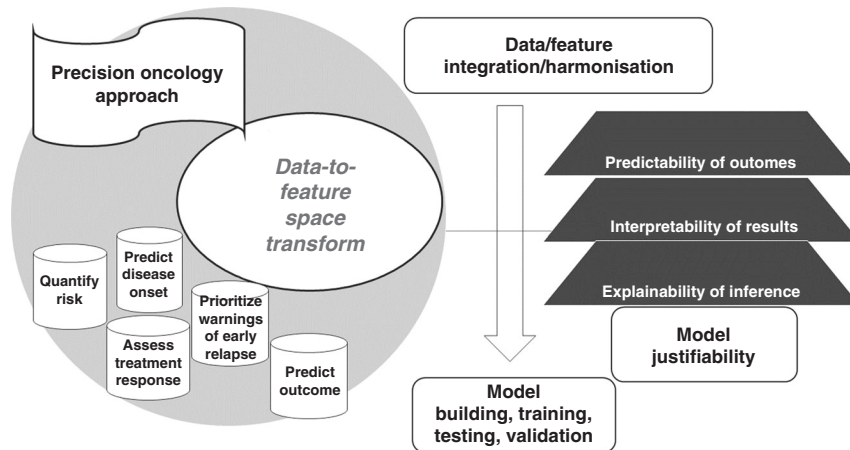 Precision oncology
approach
Data-to-
feature
space
transform
Quantify
risk
Predict
disease
onset
Assess
treatment
response
Prioritize
warnings
of early
relapse
Predict
outcome
Data/feature
integration/harmonisation
Predictability of outcomes
Interpretability of results
Explainability of inference
Model
justifiability
Model
building, training,
testing, validation